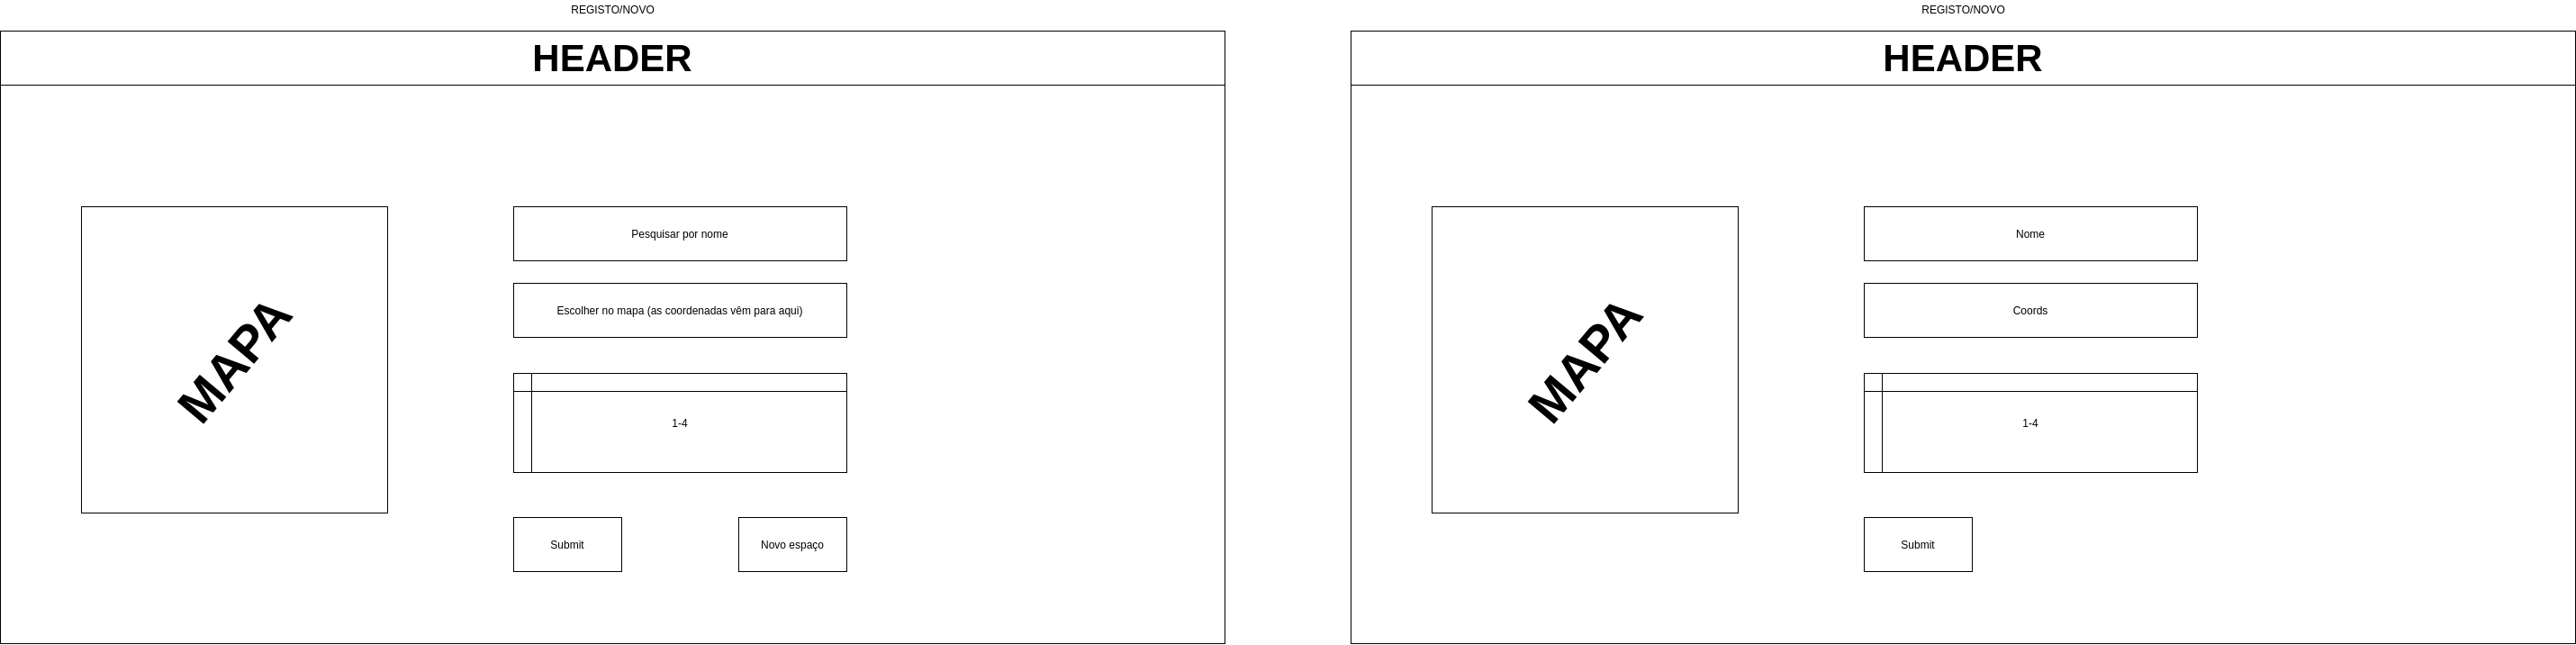 REGISTO/NOVO
HEADER
MAPA
Pesquisar por nome
Escolher no mapa (as coordenadas vêm para aqui)
1-4
Submit
Novo espaço
REGISTO/NOVO
HEADER
MAPA
Nome
Coords
1-4
Submit